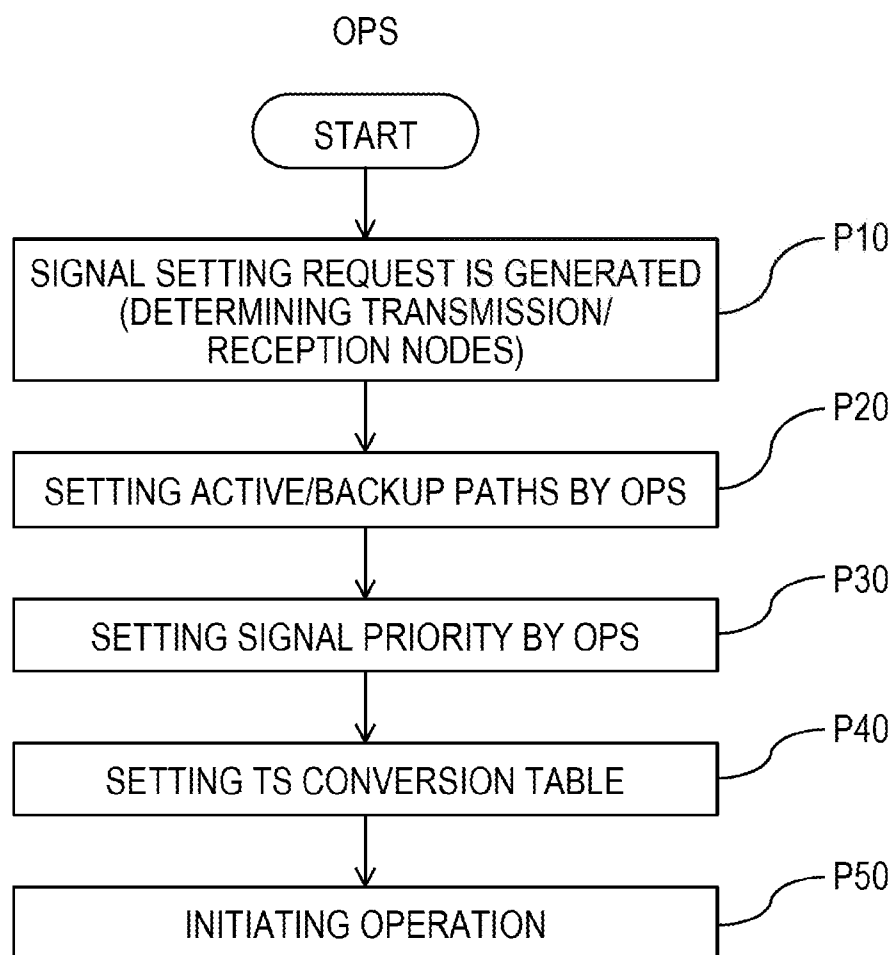 OPS
START
P10
SIGNAL SETTING REQUEST IS GENERATED
(DETERMINING TRANSMISSION/
RECEPTION NODES)
P20
SETTING ACTIVE/BACKUP PATHS BY OPS
P30
SETTING SIGNAL PRIORITY BY OPS
P40
SETTING TS CONVERSION TABLE
P50
INITIATING OPERATION